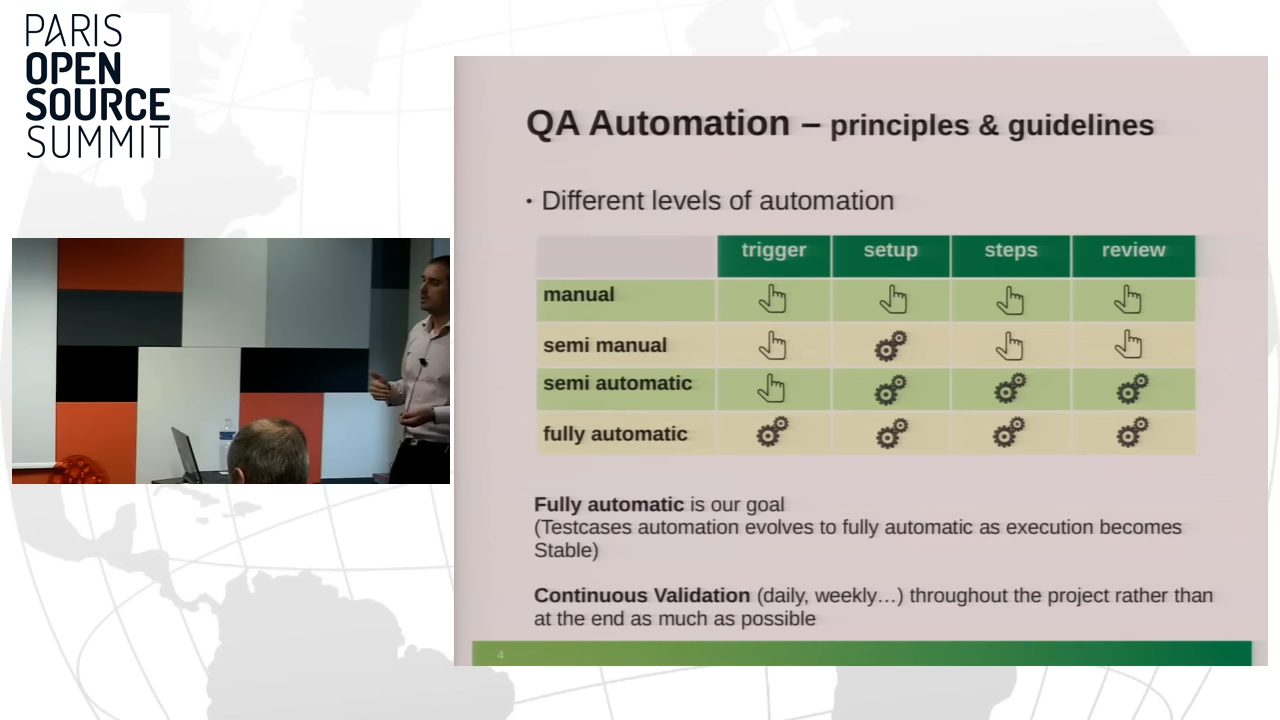 PARIS
OPEN
SOURCE
SUMMIT
QA Automation – principles & guidelines
• Different levels of automation
trigger setup steps review
manual
semi manual
semi automatic
fully automatic
Fully automatic is our goal
(Testcases automation evolves to fully automatic as execution becomes
Stable)
Continuous Validation (daily, weekly…) throughout the project rather than
at the end as much as possible
4